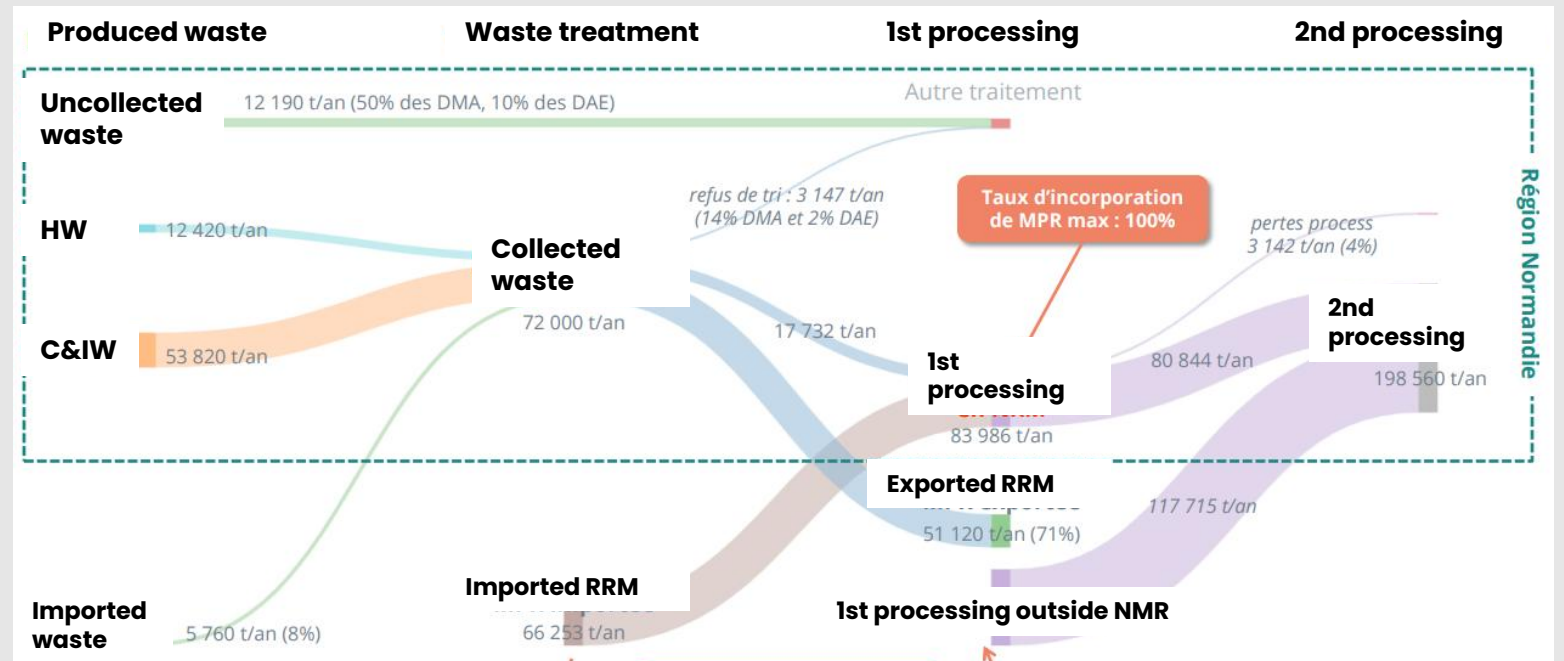 Produced waste
Waste treatment
1st processing
2nd processing
Uncollected
waste
12 190 t/an (50% des DMA, 10% des DAE)
Autre traitement
refus de tri : 3 147 t/an
(14% DMA et 2% DAE)
Taux d’incorporation
de MPR max : 100%
pertes process
3 142 t/an (4%)
Région Normandie
HW
12 420 t/an
Collected
waste
72 000 t/an
C&IW
53 820 t/an
17 732 t/an
1st
processing
83 986 t/an
80 844 t/an
2nd
processing
198 560 t/an
Exported RRM
51 120 t/an (71%)
117 715 t/an
Imported RRM
66 253 t/an
1st processing outside NMR
Imported
waste
5 760 t/an (8%)